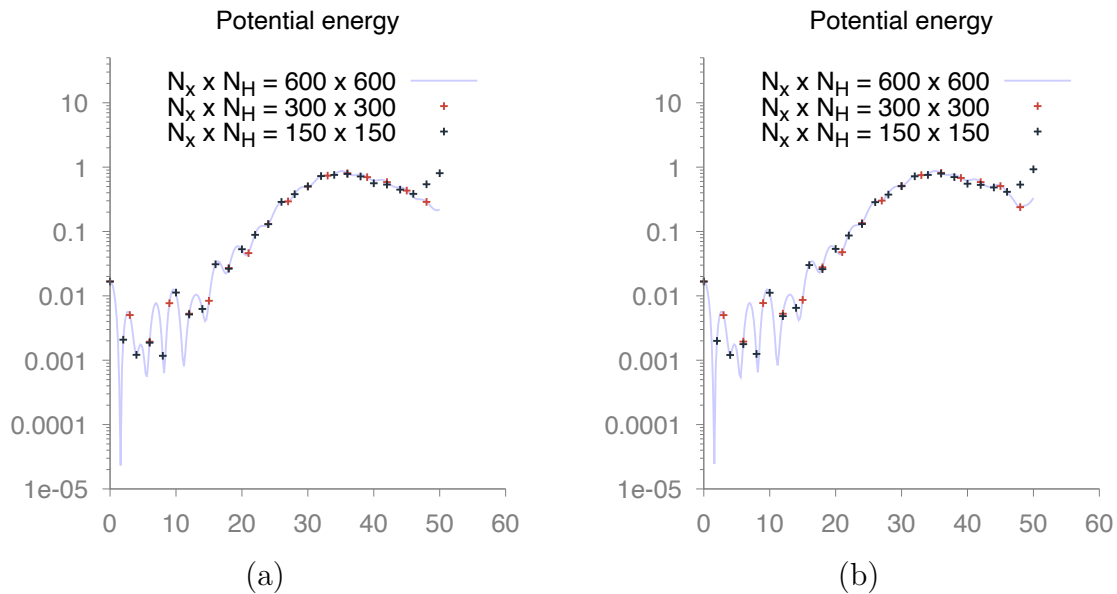 Potential energy
N_x x N_H = 600 x 600
N_x x N_H = 300 x 300
N_x x N_H = 150 x 150
10
1
0.1
0.01
0.001
0.0001
1e-05
0 10 20 30 40 50 60
(a)
Potential energy
N_x x N_H = 600 x 600
N_x x N_H = 300 x 300
N_x x N_H = 150 x 150
10
1
0.1
0.01
0.001
0.0001
1e-05
0 10 20 30 40 50 60
(b)